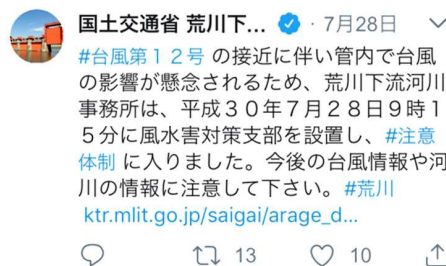 国土交通省 荒川下... · 7月28日
#台風第１２号 の接近に伴い管内で台風
の影響が懸念されるため、荒川下流河川
事務所は、平成３０年７月２８日９時１
５分に風水害対策支部を設置し、#注意
体制 に入りました。今後の台風情報や河
川の情報に注意して下さい。#荒川
ktr.mlit.go.jp/saigai/arage_d...
13 10